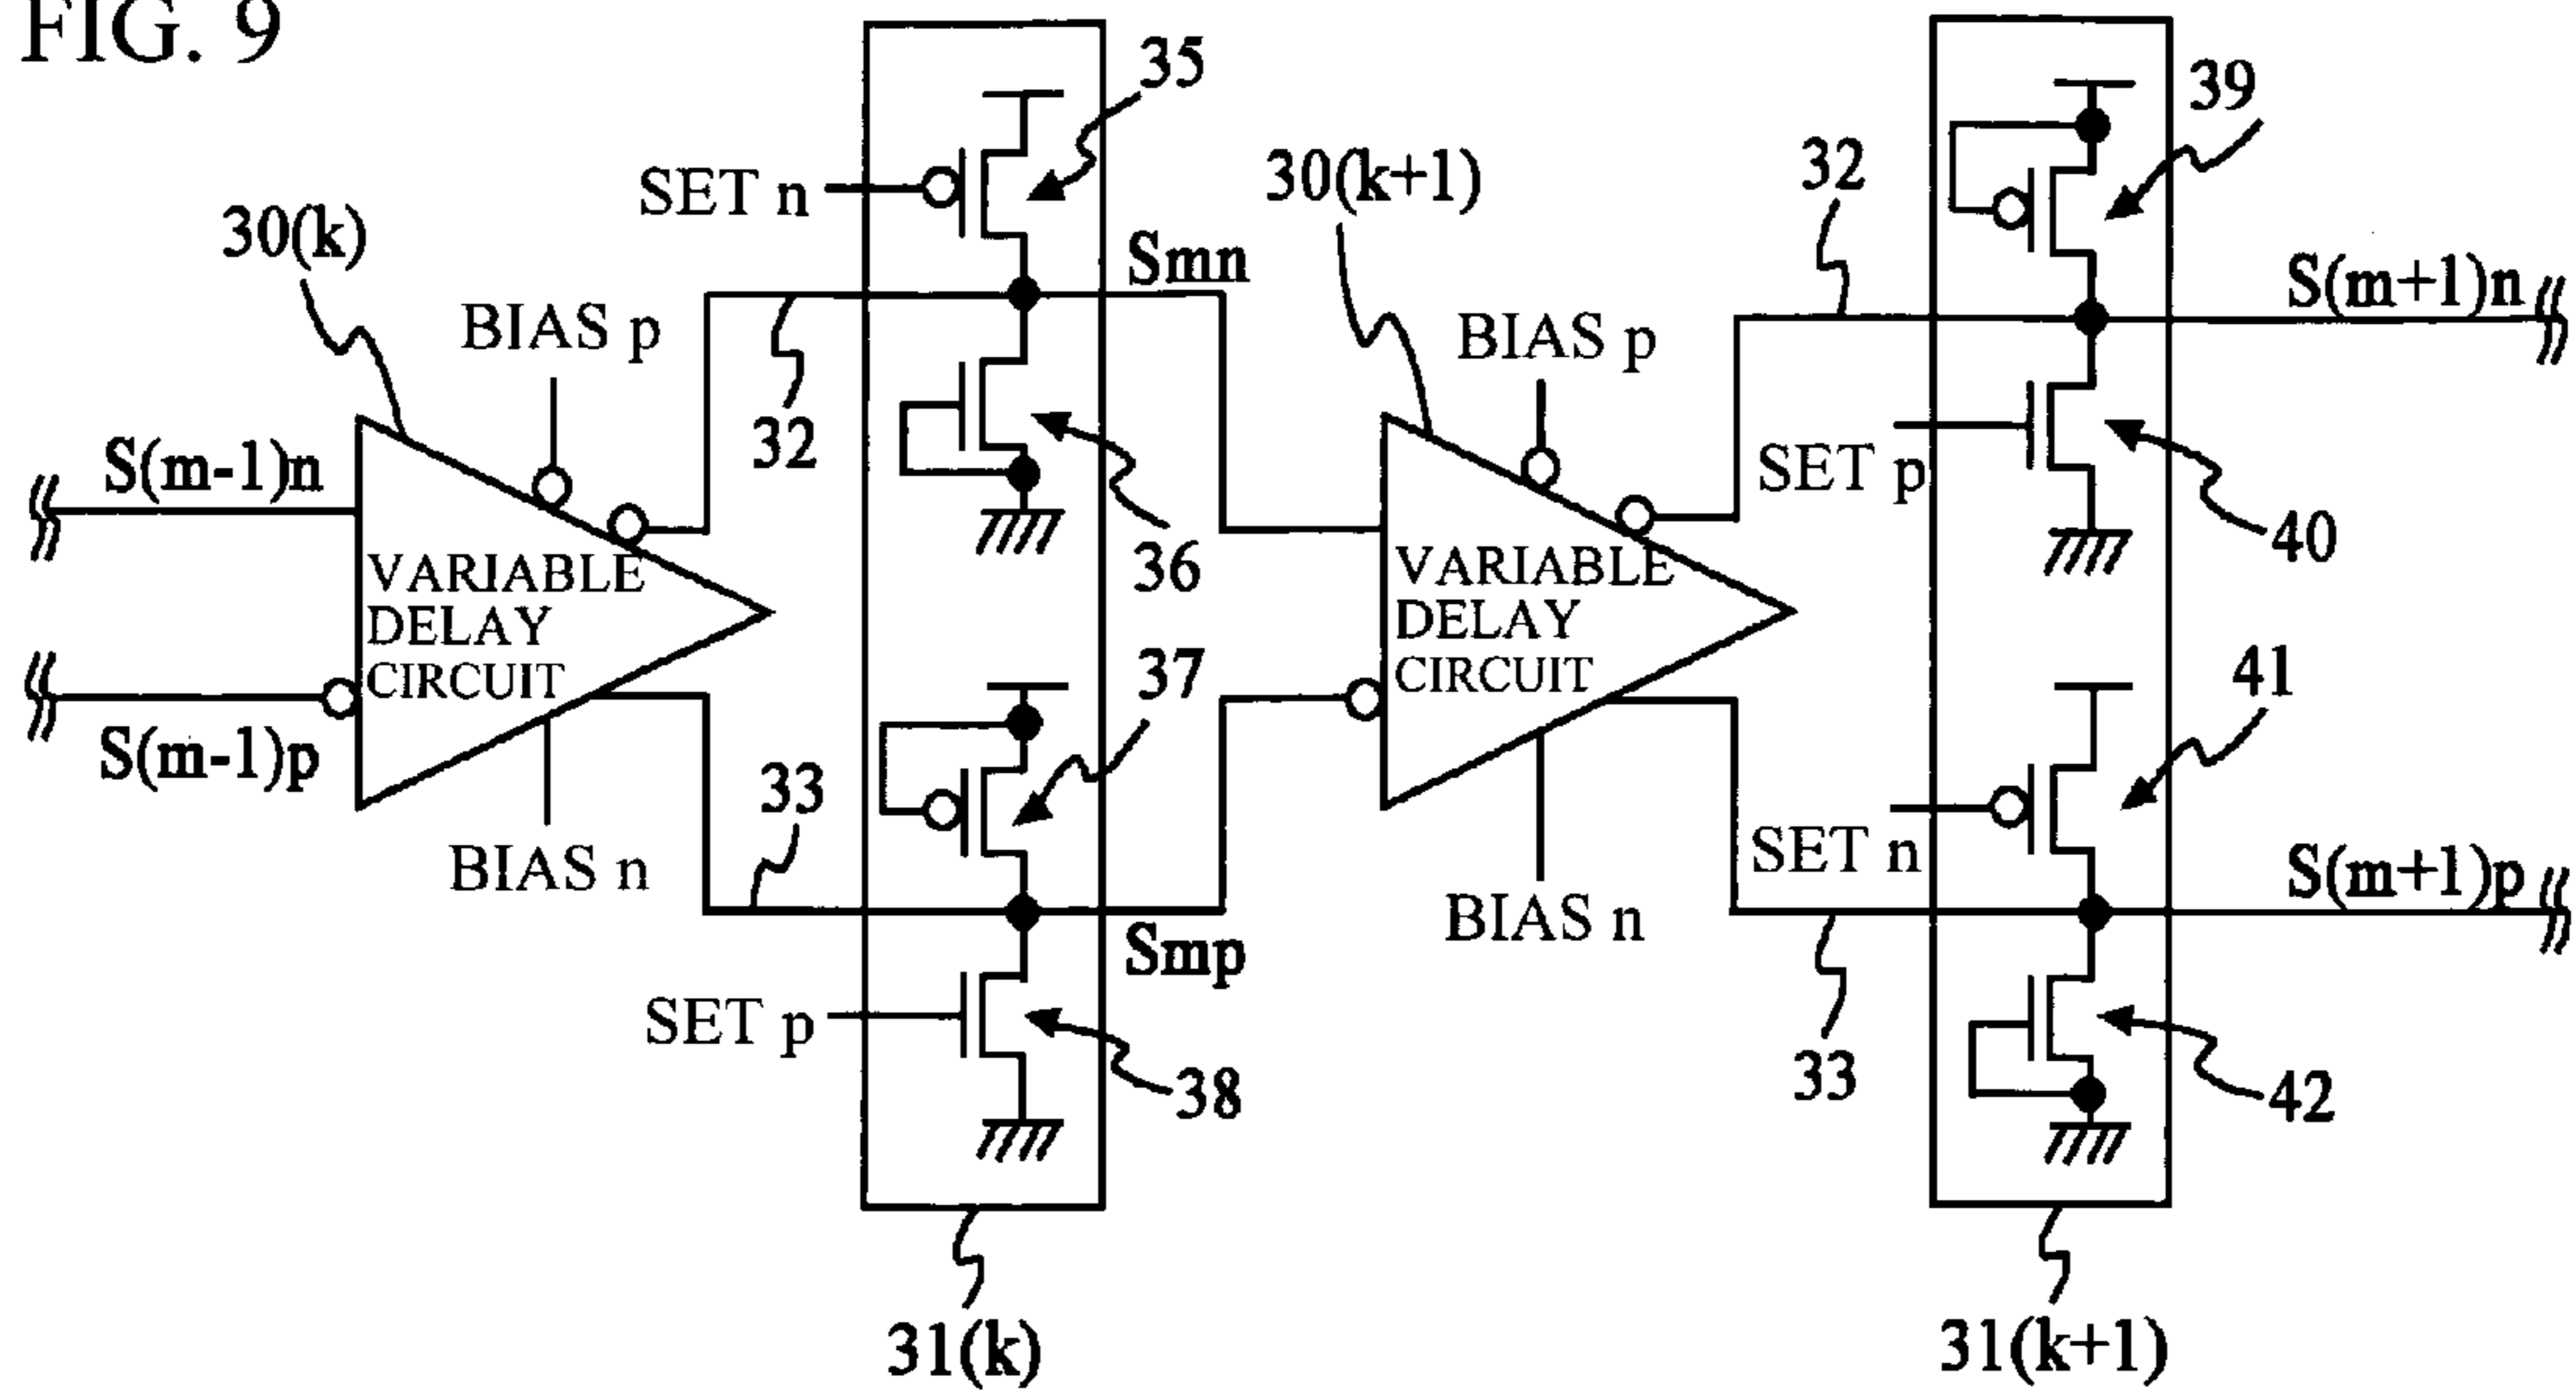 FIG. 9
35
39
SET n
30(k+1)
32
30(k)
Smn
S(m+1)n
BIAS p
BIAS p
32
S(m-1)n
SET p
36
40
VARIABLE
DELAY
CIRCUIT
VARIABLE
DELAY
CIRCUIT
37
41
S(m-1)p
33
SET n
BIAS n
S(m+1)p
BIAS n
Smp
SET p
38
33
42
31(k)
31(k+1)